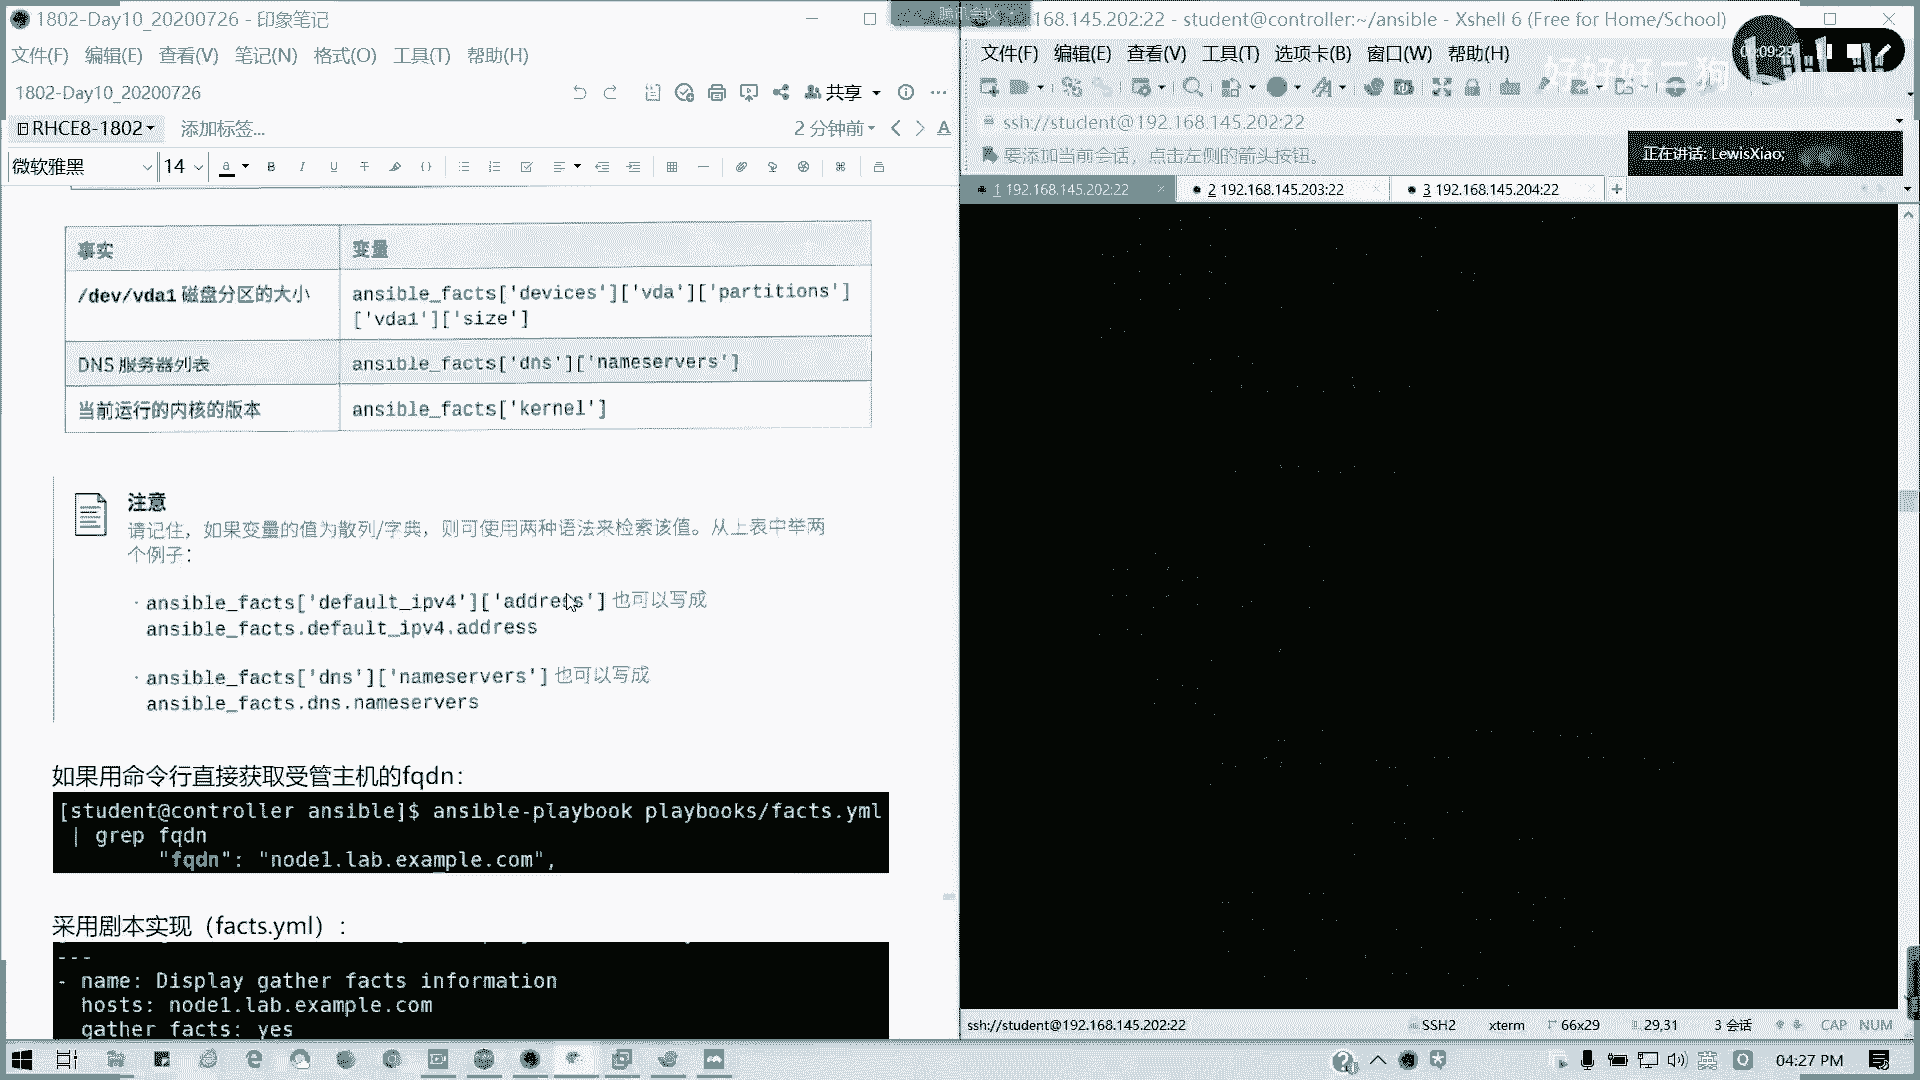 1802-Day10_20200726 - 印象笔记
文件(F) 编辑(E) 查看(V) 笔记(N) 格式(O) 工具(T) 帮助(H)
1802-Day10_20200726
共享
RHCE8-1802 添加标签... 2 分钟前
微软雅黑 14
事实 变量
/dev/vda1 磁盘分区的大小 ansible_facts['devices']['vda']['partitions']
['vda1']['size']
DNS 服务器列表 ansible_facts['dns']['nameservers']
当前运行的内核的版本 ansible_facts['kernel']
注意
请记住，如果变量的值为散列/字典，则可使用两种语法来检索该值。从上表中举两
个例子：
· ansible_facts['default_ipv4']['address'] 也可以写成
ansible_facts.default_ipv4.address
· ansible_facts['dns']['nameservers'] 也可以写成
ansible_facts.dns.nameservers
如果用命令行直接获取受管主机的fqdn：
[student@controller ansible]$ ansible-playbook playbooks/facts.yml
| grep fqdn
"fqdn": "node1.lab.example.com",
采用剧本实现（facts.yml）：
---
- name: Display gather facts information
hosts: node1.lab.example.com
gather facts: yes
168.145.202:22 - student@controller:~/ansible - Xshell 6 (Free for Home/School)
文件(F) 编辑(E) 查看(V) 工具(T) 选项卡(B) 窗口(W) 帮助(H)
好好好二狗
ssh://student@192.168.145.202:22
要添加当前会话，点击左侧的箭头按钮。
正在讲话: LewisXiao;
1 192.168.145.202:22
2 192.168.145.203:22
3 192.168.145.204:22
ssh://student@192.168.145.202:22 SSH2 xterm 66x29 29,31 3 会话 CAP NUM
英
04:27 PM